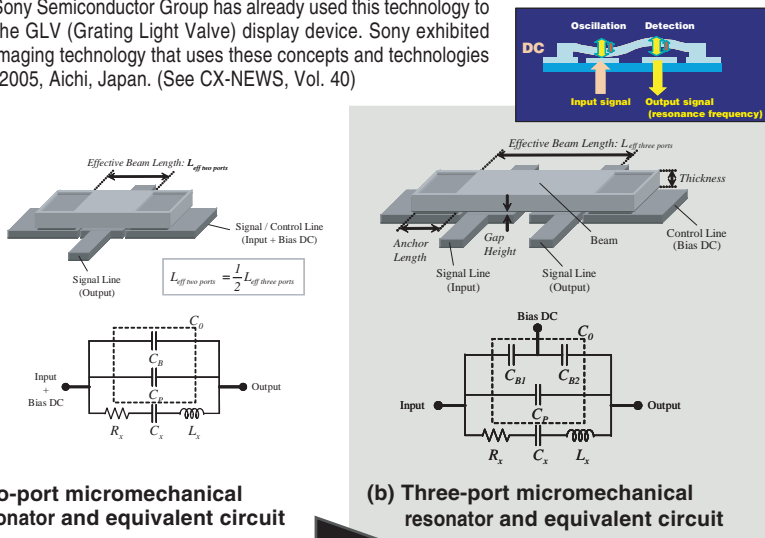 Sony Semiconductor Group has already used this technology to
he GLV (Grating Light Valve) display device. Sony exhibited
maging technology that uses these concepts and technologies
2005, Aichi, Japan. (See CX-NEWS, Vol. 40)
Oscillation Detection
DC
Input signal Output signal
(resonance frequency)
Effective Beam Length: L eff two ports
Signal / Control Line
(Input + Bias DC)
Signal Line
(Output)
L eff two ports = 1/2 L eff three ports
C0
CB
Input
+
Bias DC
CP
Output
Rx Cx Lx
o-port micromechanical
onator and equivalent circuit
Effective Beam Length: L eff three ports
Thickness
Anchor
Length
Gap
Height
Beam
Control Line
(Bias DC)
Signal Line
(Input)
Signal Line
(Output)
Bias DC
C0
CB1 CB2
Input
CP
Output
Rx Cx Lx
(b) Three-port micromechanical
resonator and equivalent circuit